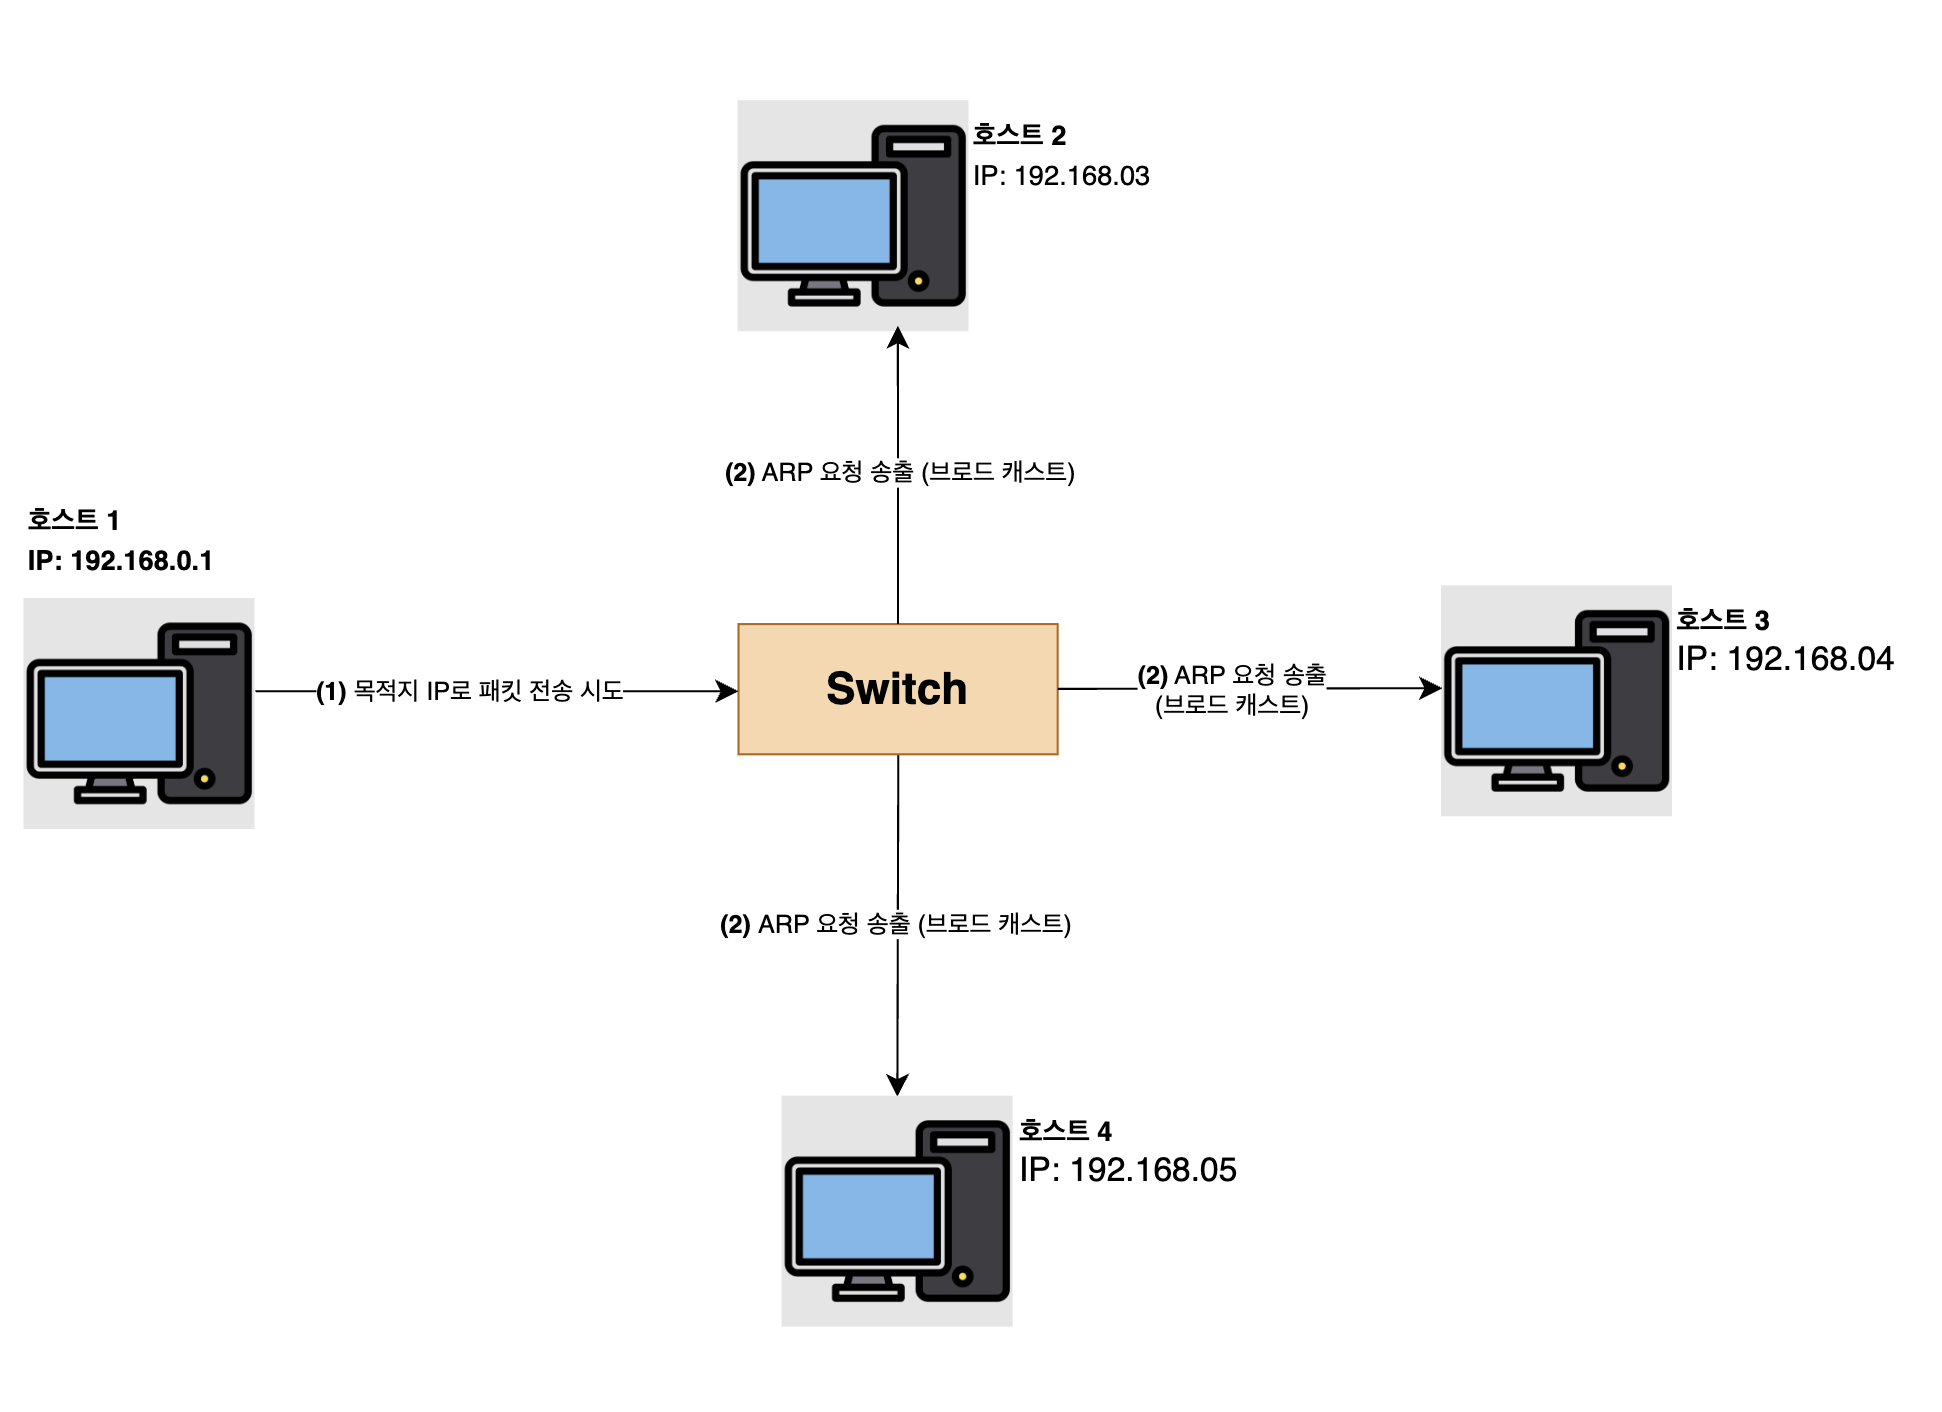 호스트 2
IP: 192.168.03
(2) ARP 요청 송출 (브로드 캐스트)
호스트 1
IP: 192.168.0.1
(1) 목적지 IP로 패킷 전송 시도
Switch
(2) ARP 요청 송출
(브로드 캐스트)
호스트 3
IP: 192.168.04
(2) ARP 요청 송출 (브로드 캐스트)
호스트 4
IP: 192.168.05